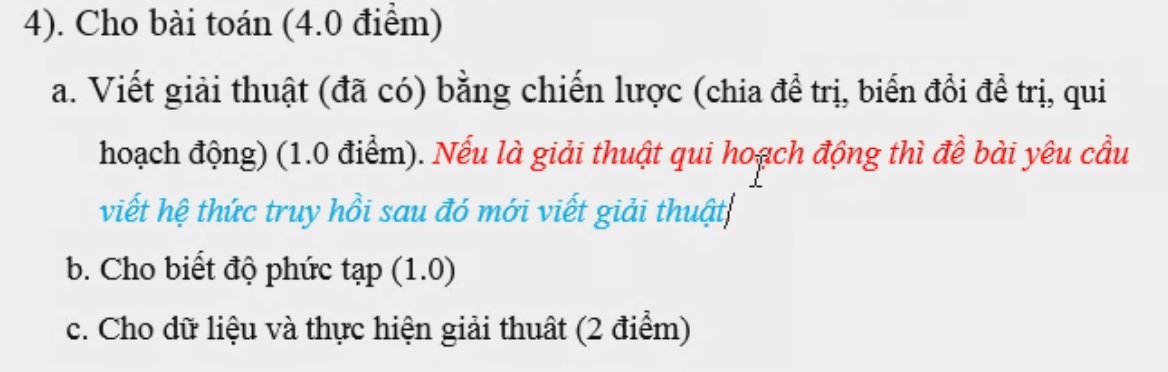 4). Cho bài toán (4.0 điểm)
a. Viết giải thuật (đã có) bằng chiến lược (chia để trị, biến đổi để trị, qui
hoạch động) (1.0 điểm). Nếu là giải thuật qui hoạch động thì đề bài yêu cầu
viết hệ thức truy hồi sau đó mới viết giải thuật
b. Cho biết độ phức tạp (1.0)
c. Cho dữ liệu và thực hiện giải thuât (2 điểm)